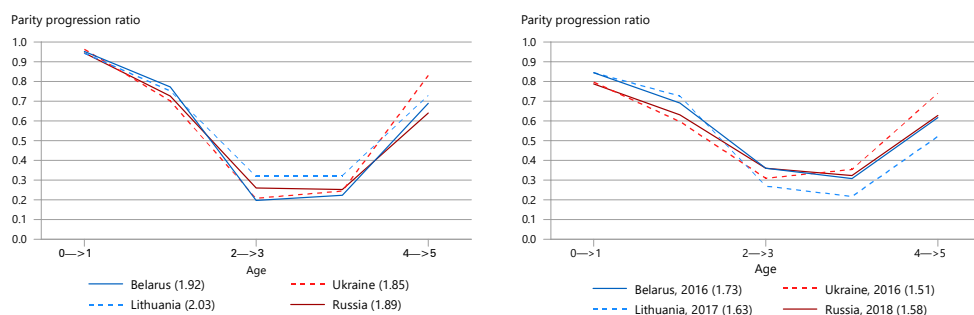 Parity progression ratio
1.0
0.9
0.8
0.7
0.6
0.5
0.4
0.3
0.2
0.1
0.0
0—>1
2—>3
4—>5
Age
Belarus (1.92)
Ukraine (1.85)
Lithuania (2.03)
Russia (1.89)
Parity progression ratio
1.0
0.9
0.8
0.7
0.6
0.5
0.4
0.3
0.2
0.1
0.0
0—>1
2—>3
4—>5
Age
Belarus, 2016 (1.73)
Ukraine, 2016 (1.51)
Lithuania, 2017 (1.63)
Russia, 2018 (1.58)